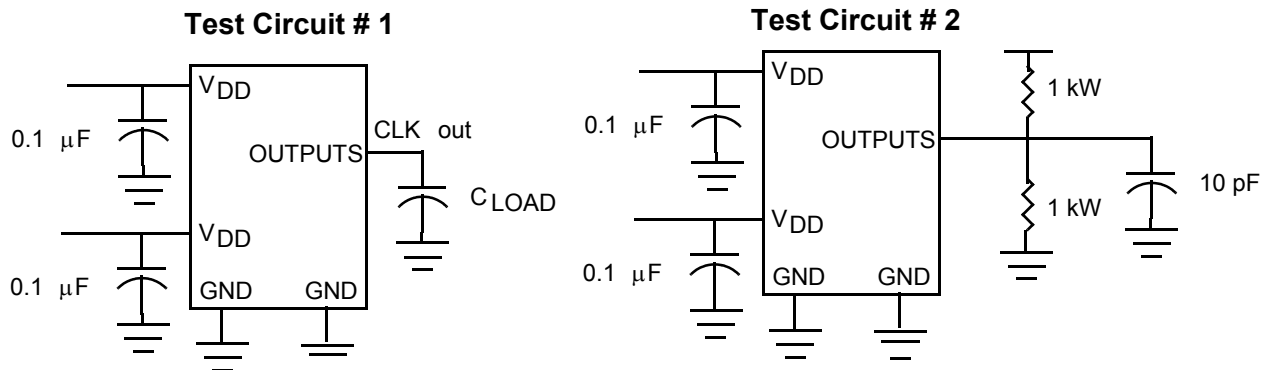 Test Circuit # 1
V DD
0.1 µF
CLK out
OUTPUTS
C LOAD
V DD
0.1 µF
GND GND
Test Circuit # 2
V DD
1 kW
0.1 µF
OUTPUTS
10 pF
1 kW
V DD
0.1 µF
GND GND